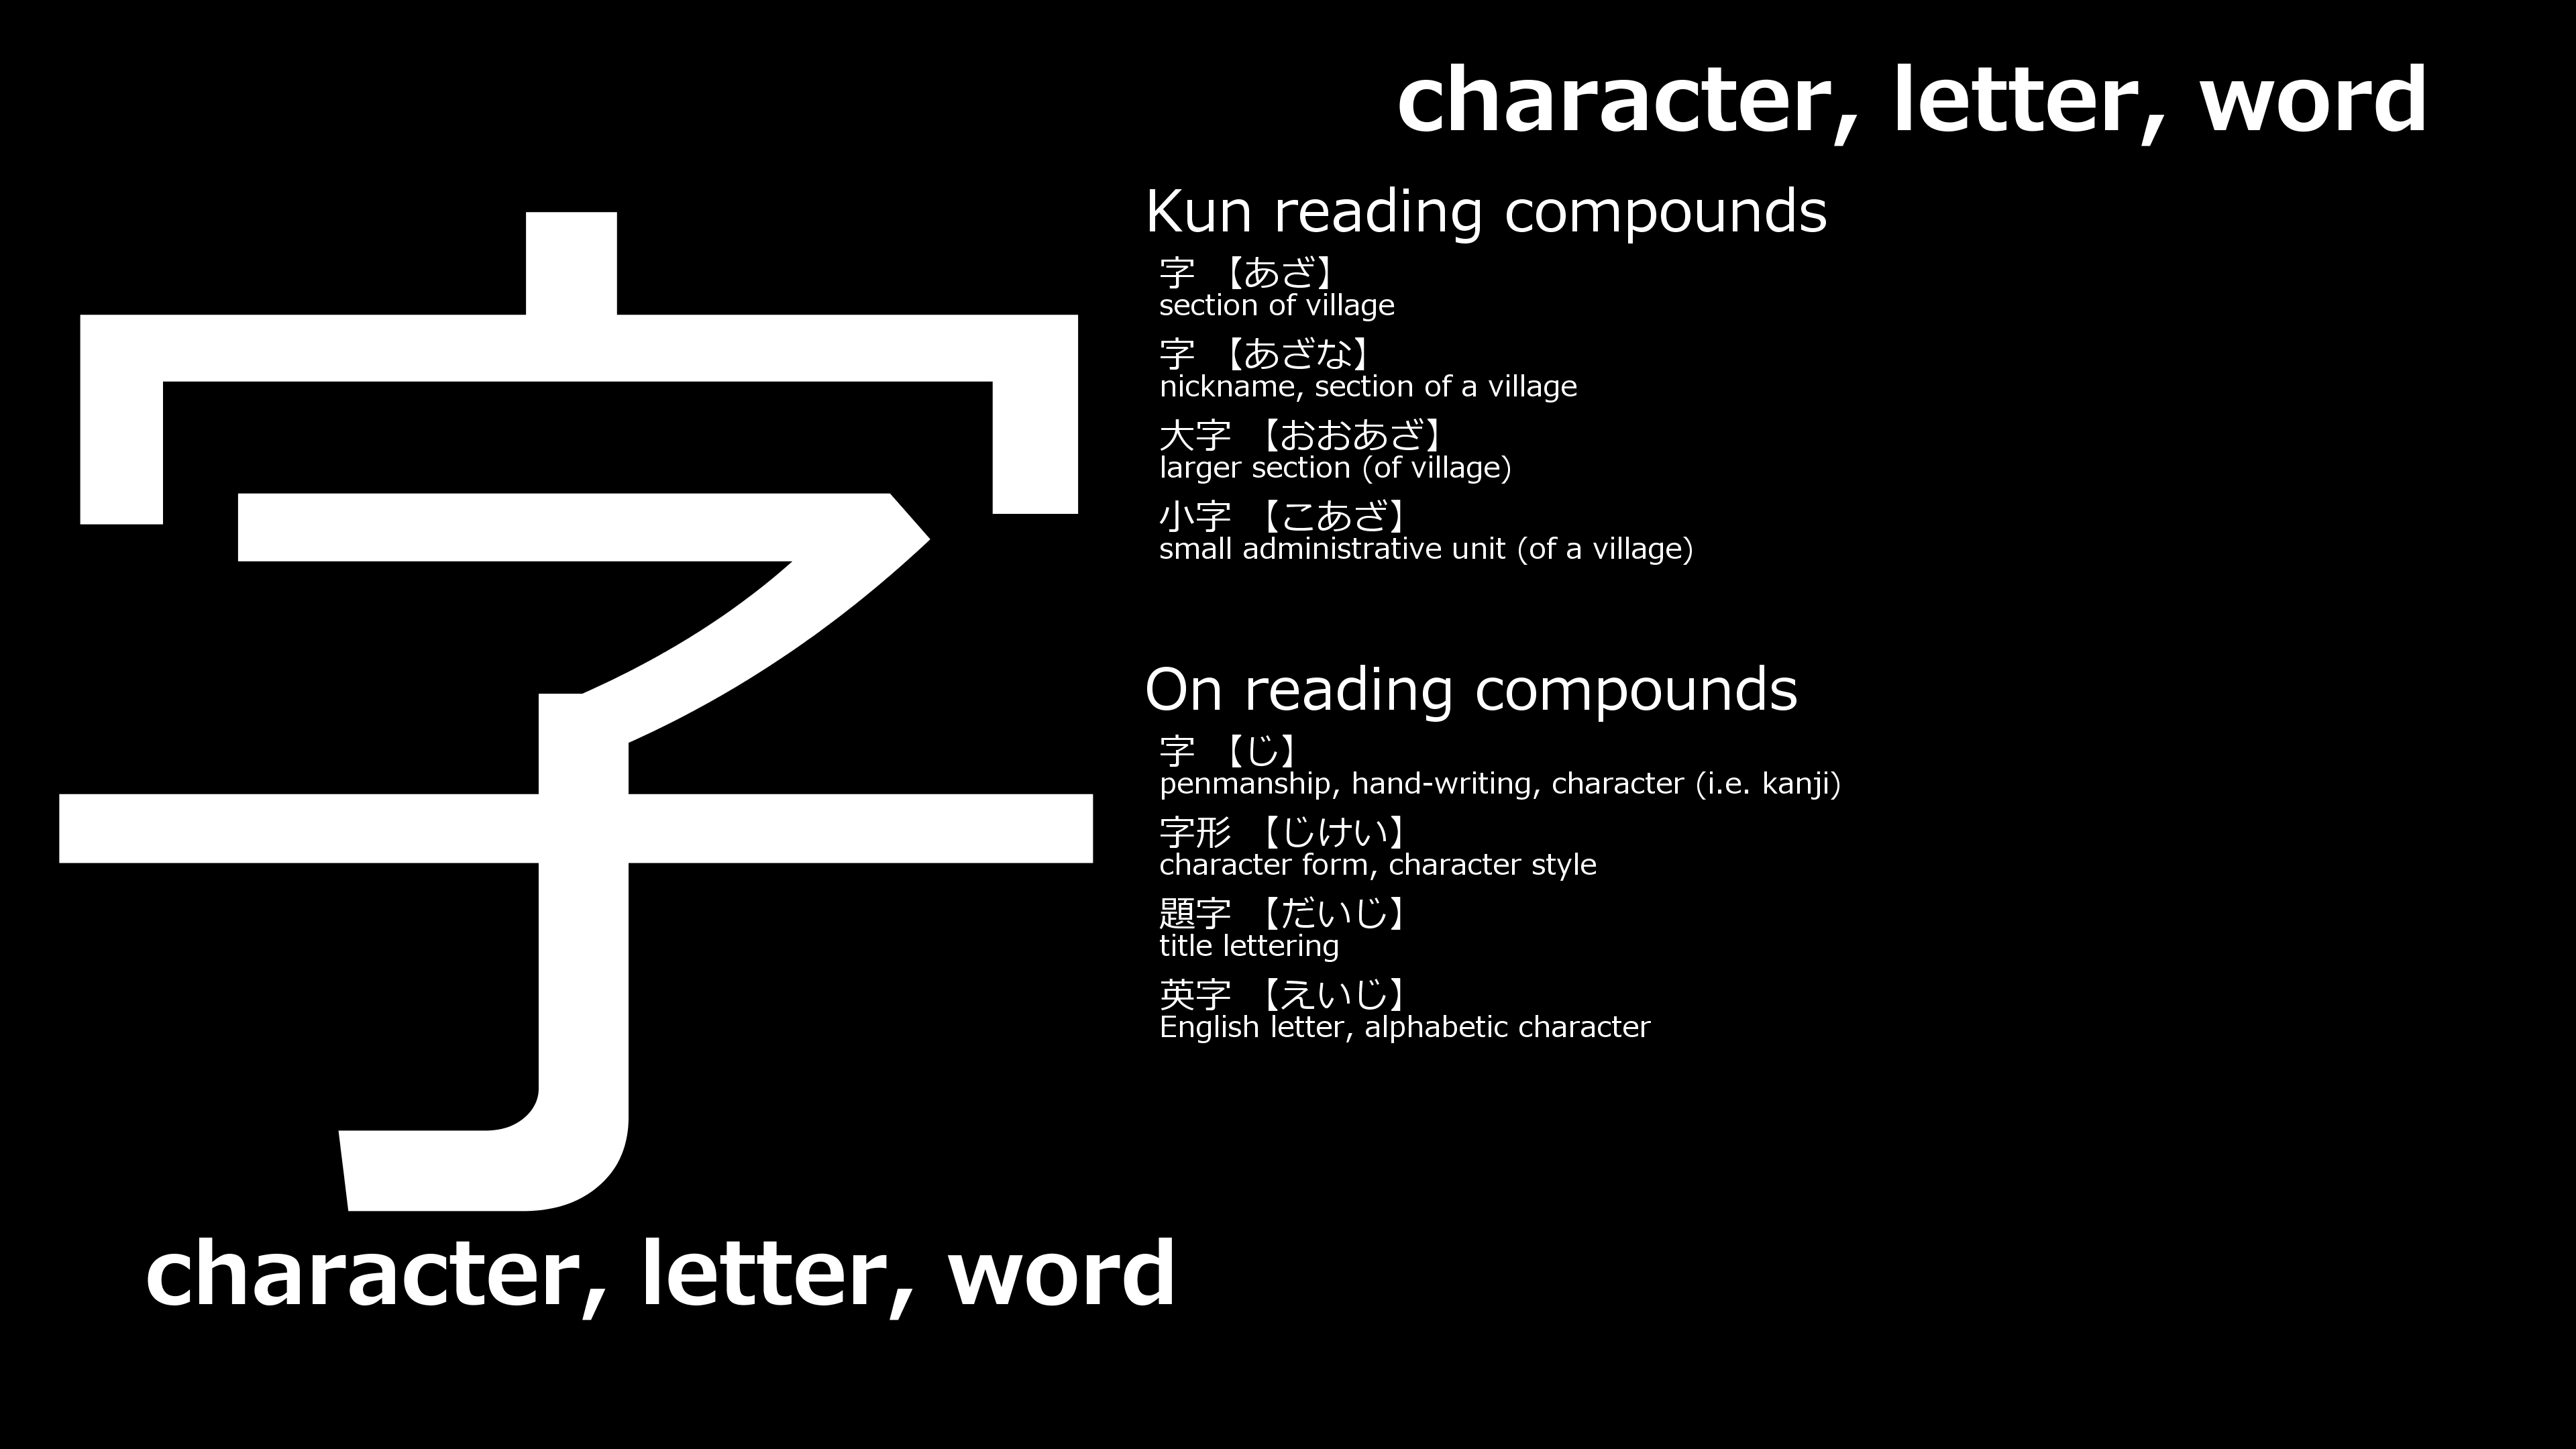 character, letter, word
字
Kun reading compounds
字 【あざ】
section of village
字 【あざな】
nickname, section of a village
大字 【おおあざ】
larger section (of village)
小字 【こあざ】
small administrative unit (of a village)
On reading compounds
字 【じ】
penmanship, hand-writing, character (i.e. kanji)
字形 【じけい】
character form, character style
題字 【だいじ】
title lettering
英字 【えいじ】
English letter, alphabetic character
character, letter, word